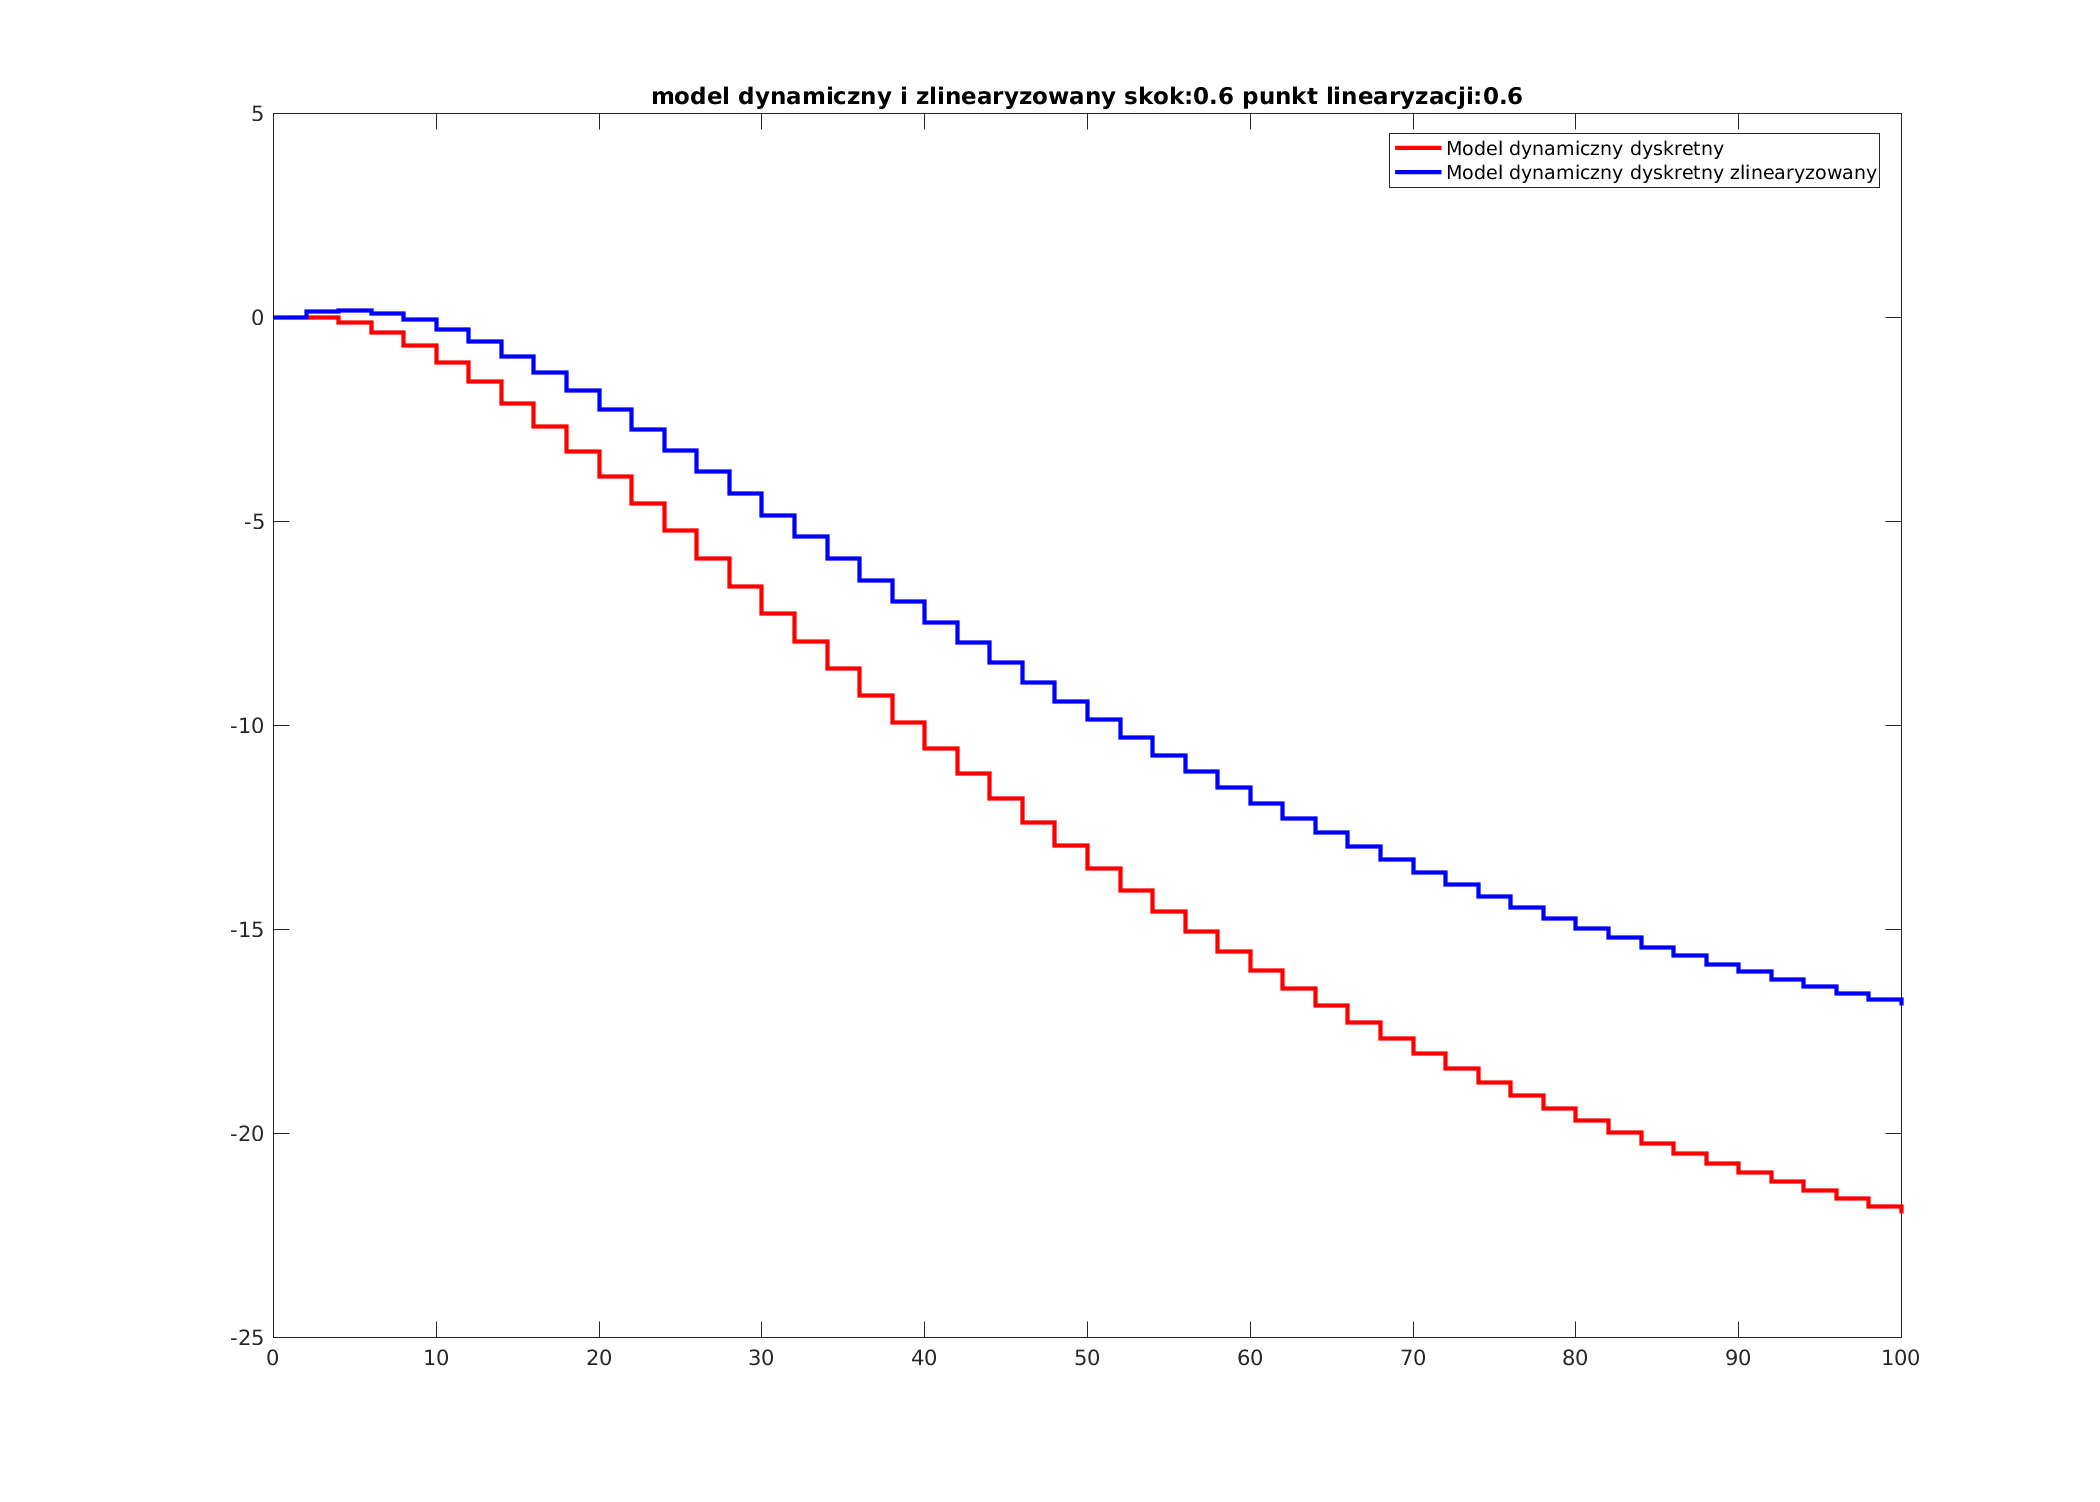 model dynamiczny i zlinearyzowany skok:0.6 punkt linearyzacji:0.6
Model dynamiczny dyskretny
Model dynamiczny dyskretny zlinearyzowany
5
0
-5
-10
-15
-20
-25
0 10 20 30 40 50 60 70 80 90 100